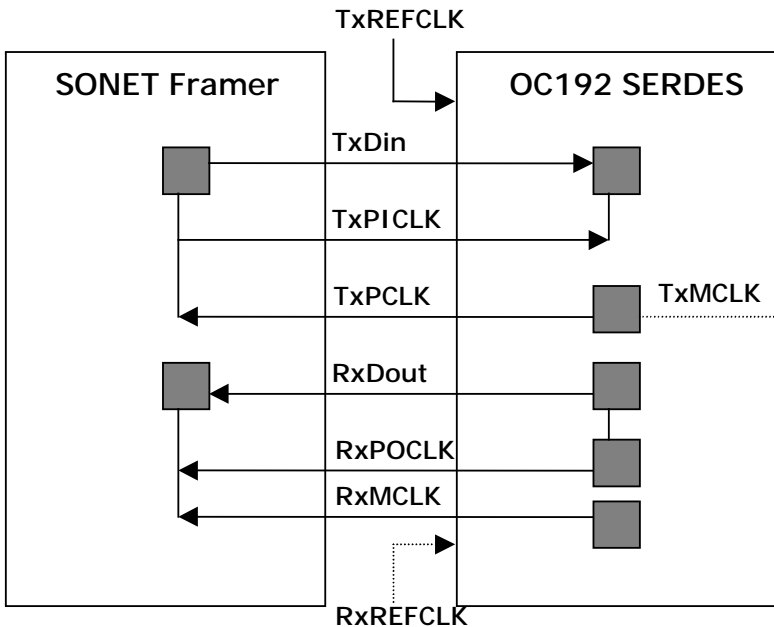 TxREFCLK
SONET Framer
OC192 SERDES
TxDin
TxPICLK
TxPCLK
TxMCLK
RxDout
RxPOCLK
RxMCLK
RxREFCLK